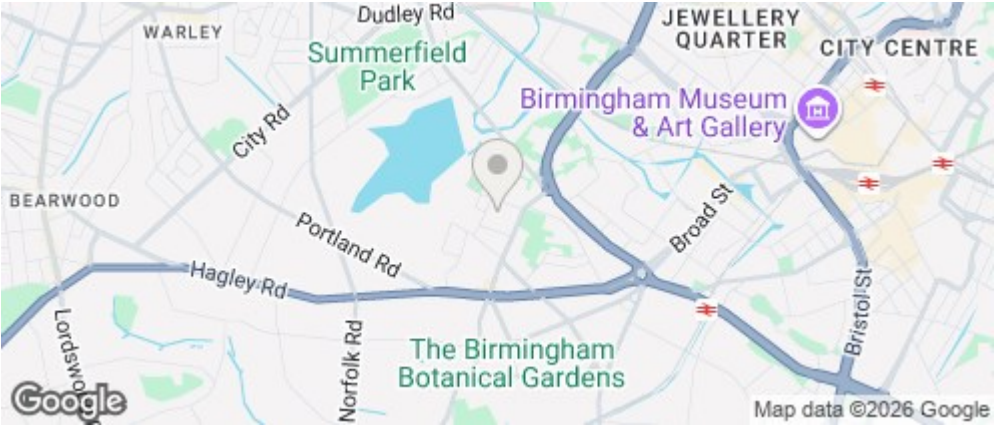 Dudley Rd
JEWELLERY
QUARTER
WARLEY
CITY CENTRE
Summerfield
Park
Birmingham Museum
& Art Gallery
City Rd
BEARWOOD
Broad St
Portland Rd
Hagley Rd
Bristol St
Norfolk Rd
The Birmingham
Botanical Gardens
Google
Map data ©2026 Google